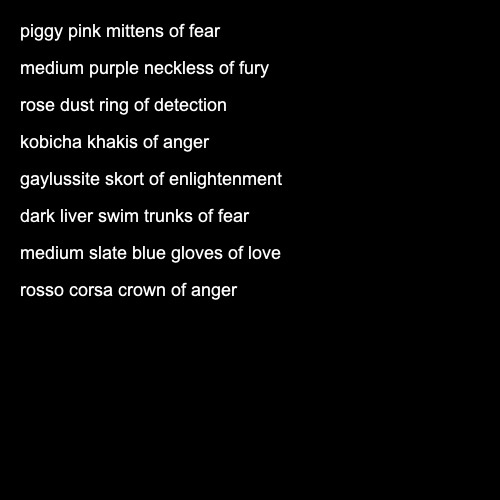 piggy pink mittens of fear
medium purple neckless of fury
rose dust ring of detection
kobicha khakis of anger
gaylussite skort of enlightenment
dark liver swim trunks of fear
medium slate blue gloves of love
rosso corsa crown of anger